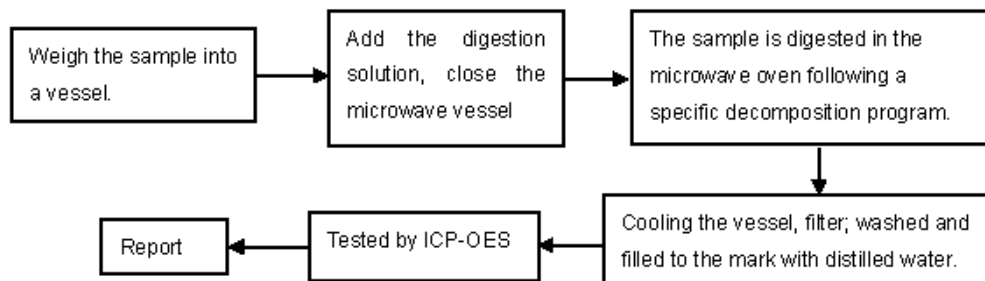 Weigh the sample into
a vessel.
Add the digestion
solution, close the
microwave vessel
The sample is digested in the
microwave oven following a
specific decomposition program.
Cooling the vessel, filter; washed and
filled to the mark with distilled water.
Tested by ICP-OES
Report